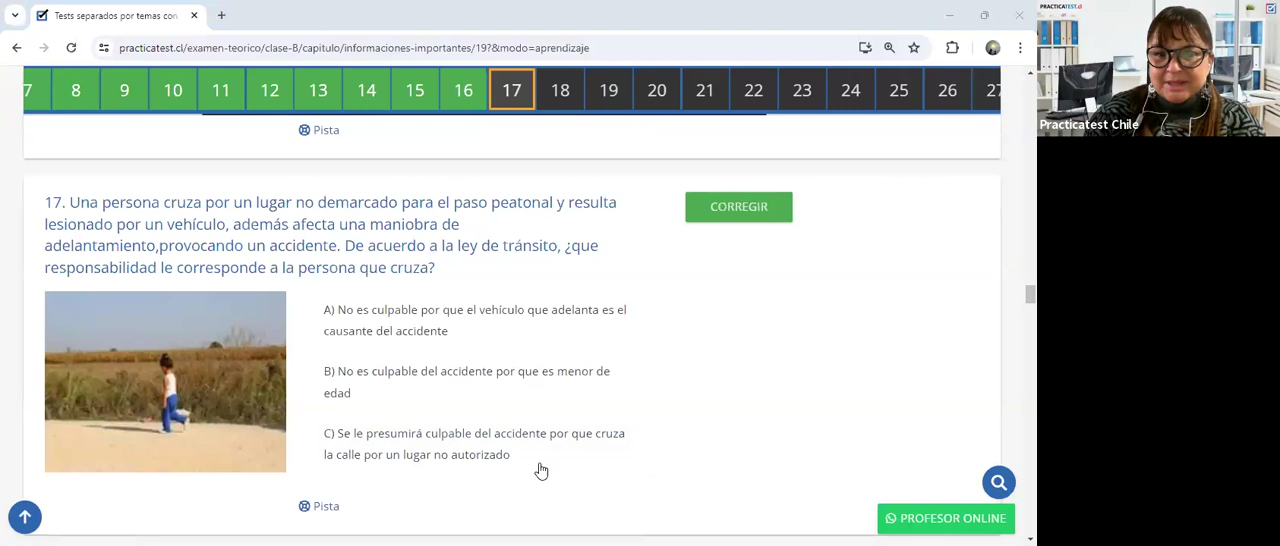 Tests separados por temas con
practicatest.cl/examen-teorico/clase-B/capitulo/informaciones-importantes/19?&modo=aprendizaje
PRACTICATEST.cl
Practicatest Chile
7 8 9 10 11 12 13 14 15 16 17 18 19 20 21 22 23 24 25 26 27
Pista
17. Una persona cruza por un lugar no demarcado para el paso peatonal y resulta
lesionado por un vehículo, además afecta una maniobra de
adelantamiento,provocando un accidente. De acuerdo a la ley de tránsito, ¿que
responsabilidad le corresponde a la persona que cruza?
CORREGIR
A) No es culpable por que el vehículo que adelanta es el
causante del accidente
B) No es culpable del accidente por que es menor de
edad
C) Se le presumirá culpable del accidente por que cruza
la calle por un lugar no autorizado
Pista
PROFESOR ONLINE